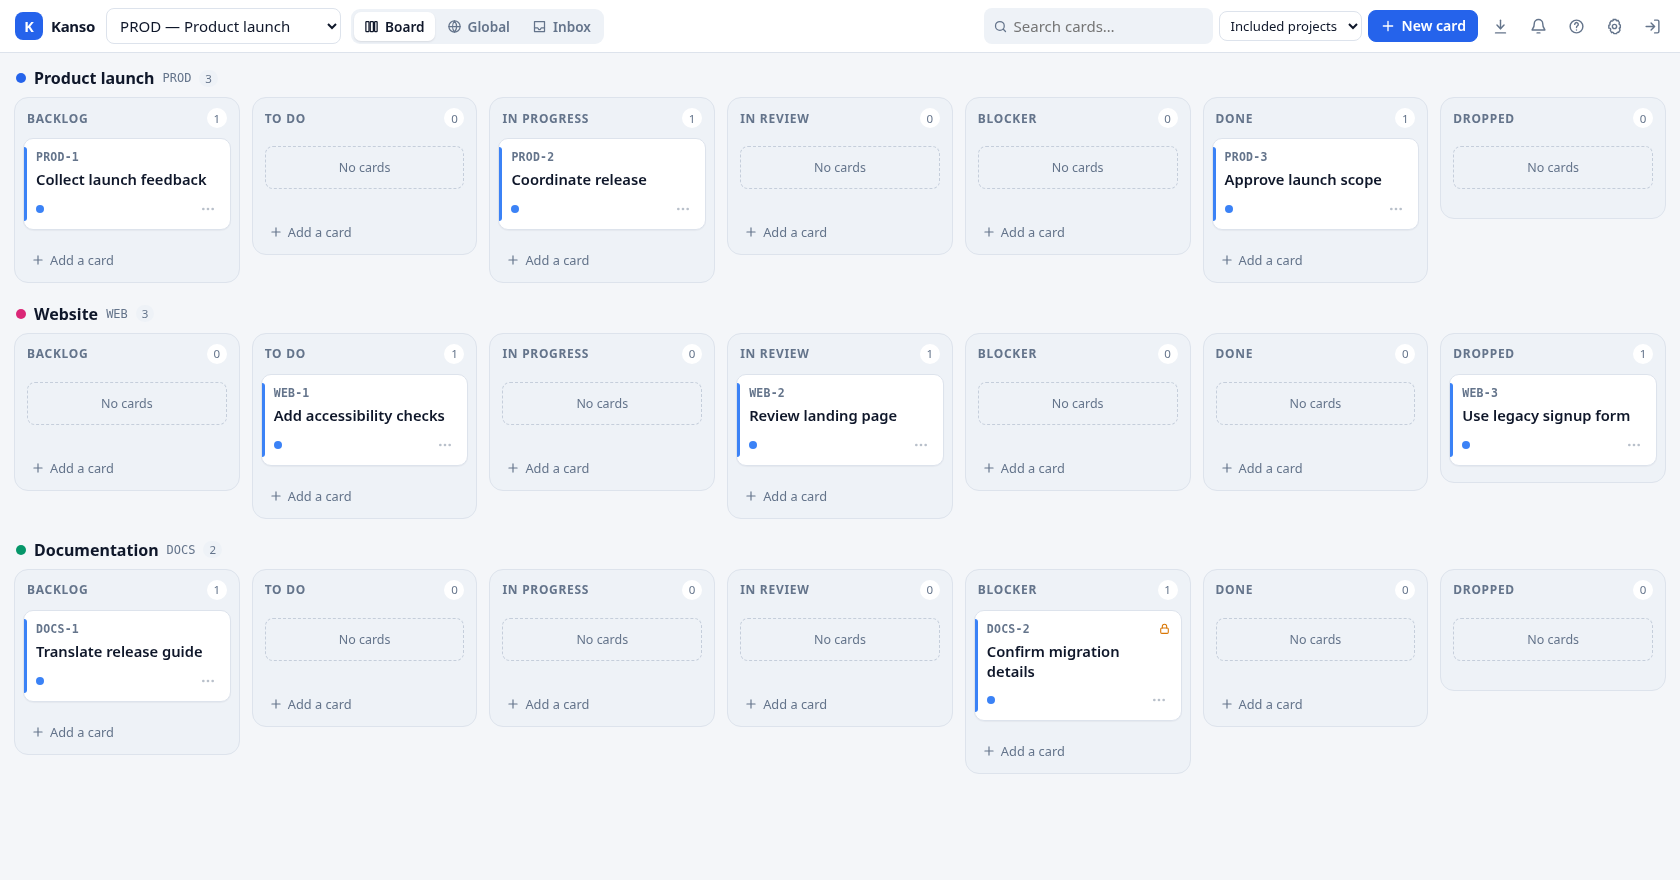 K Kanso PROD — Product launch Board Global Inbox Search cards... Included projects + New card
Product launch PROD 3
BACKLOG 1 TO DO 0 IN PROGRESS 1 IN REVIEW 0 BLOCKER 0 DONE 1 DROPPED 0
PROD-1 PROD-2 PROD-3
No cards No cards No cards No cards
Collect launch feedback Coordinate release Approve launch scope
+ Add a card + Add a card + Add a card
+ Add a card + Add a card + Add a card
Website WEB 3
BACKLOG 0 TO DO 1 IN PROGRESS 0 IN REVIEW 1 BLOCKER 0 DONE 0 DROPPED 1
WEB-1 WEB-2 WEB-3
No cards No cards No cards No cards
Add accessibility checks Review landing page Use legacy signup form
+ Add a card + Add a card + Add a card + Add a card
+ Add a card + Add a card
Documentation DOCS 2
BACKLOG 1 TO DO 0 IN PROGRESS 0 IN REVIEW 0 BLOCKER 1 DONE 0 DROPPED 0
DOCS-1 DOCS-2
No cards No cards No cards No cards No cards
Translate release guide Confirm migration
details
+ Add a card + Add a card + Add a card + Add a card
+ Add a card
+ Add a card